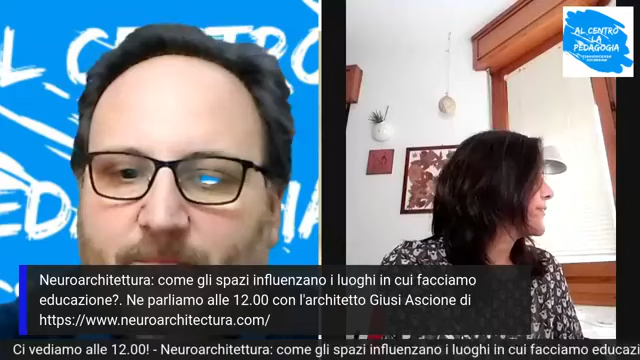 AL CENTRO
LA
PEDAGOGIA
Neuroarchitettura: come gli spazi influenzano i luoghi in cui facciamo
educazione?. Ne parliamo alle 12.00 con l'architetto Giusi Ascione di
https://www.neuroarchitectura.com/
Ci vediamo alle 12.00! - Neuroarchitettura: come gli spazi influenzano i luoghi in cui facciamo educazi